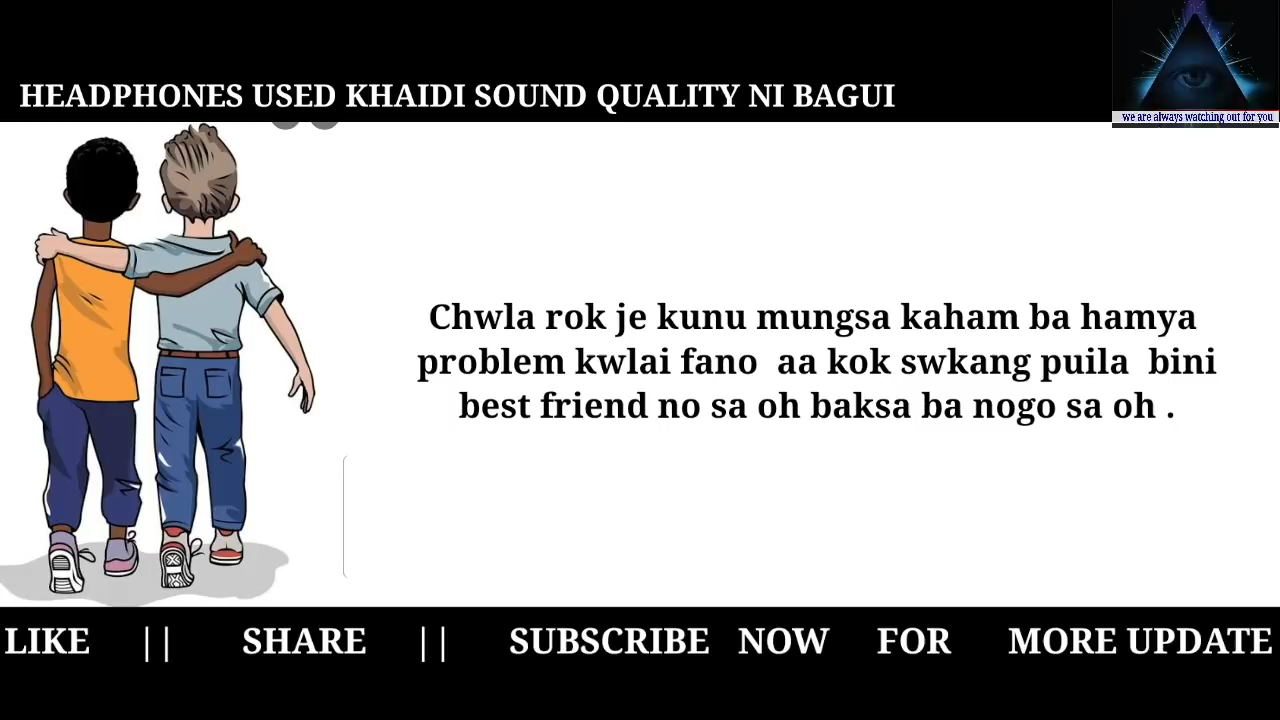 we are always watching out for you
HEADPHONES USED KHAIDI SOUND QUALITY NI BAGUI
Chwla rok je kunu mungsa kaham ba hamya
problem kwlai fano aa kok swkang puila bini
best friend no sa oh baksa ba nogo sa oh .
LIKE || SHARE || SUBSCRIBE NOW FOR MORE UPDATE